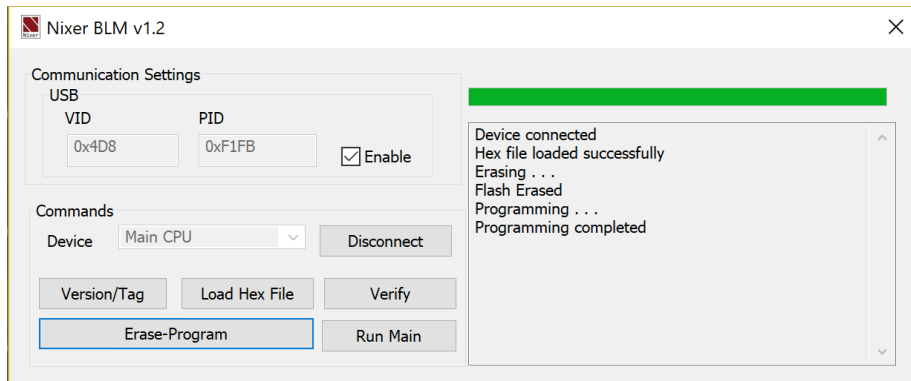 Nixer BLM v1.2
Nixer
Communication Settings
USB
VID
PID
0x4D8
0xF1FB
Enable
Device connected
Hex file loaded successfully
Erasing . . .
Flash Erased
Programming . . .
Programming completed
Commands
Device
Main CPU
Disconnect
Version/Tag
Load Hex File
Verify
Erase-Program
Run Main